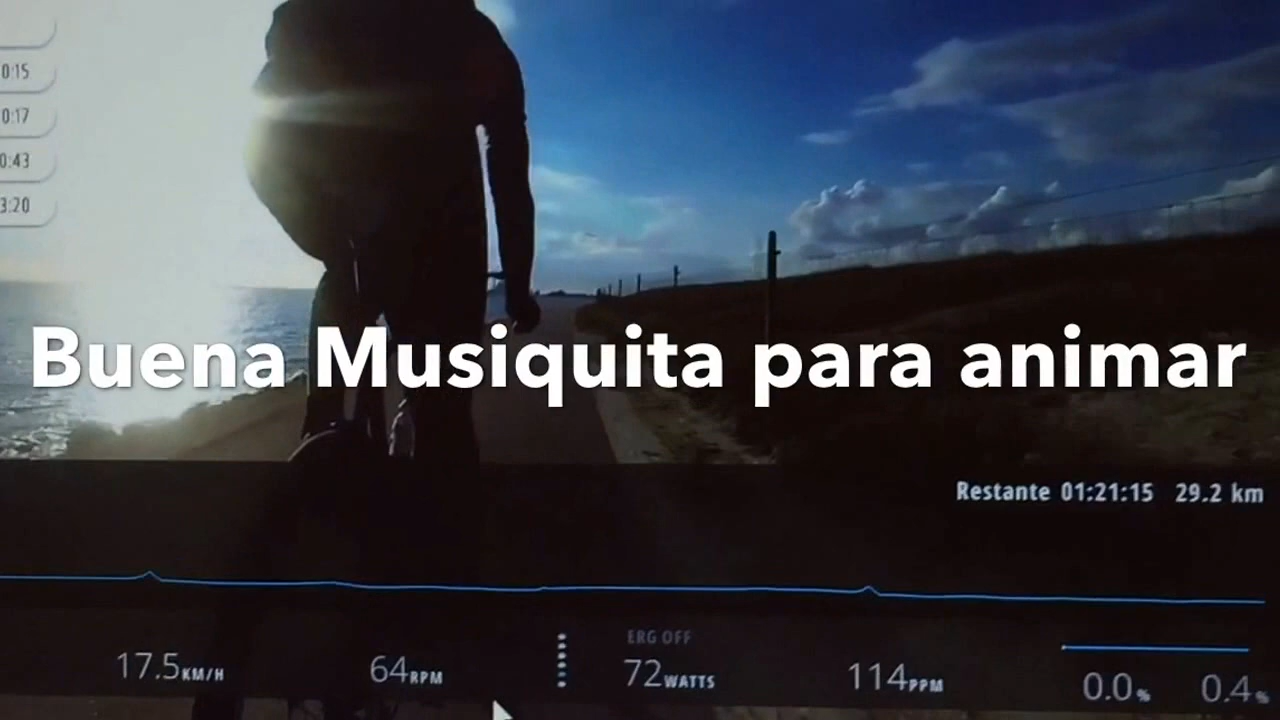 0:15
0:17
0:43
3:20
Buena Musiquita para animar
Restante 01:21:15 29.2 km
ERG OFF
17.5KM/H 64RPM 72WATTS 114PPM 0.0% 0.4%